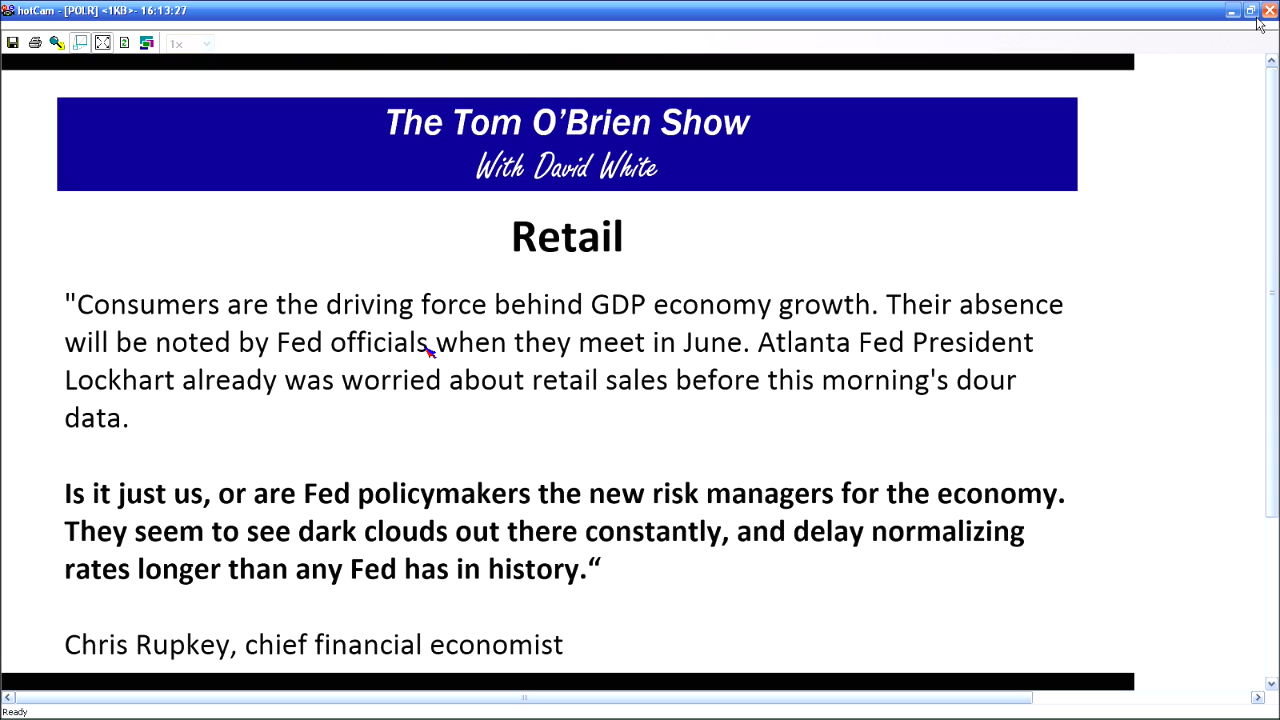 hotCam - [POLR] <1KB>- 16:13:27
1x
The Tom O’Brien Show
With David White
Retail
"Consumers are the driving force behind GDP economy growth. Their absence
will be noted by Fed officials when they meet in June. Atlanta Fed President
Lockhart already was worried about retail sales before this morning's dour
data.
Is it just us, or are Fed policymakers the new risk managers for the economy.
They seem to see dark clouds out there constantly, and delay normalizing
rates longer than any Fed has in history.“
Chris Rupkey, chief financial economist
Ready